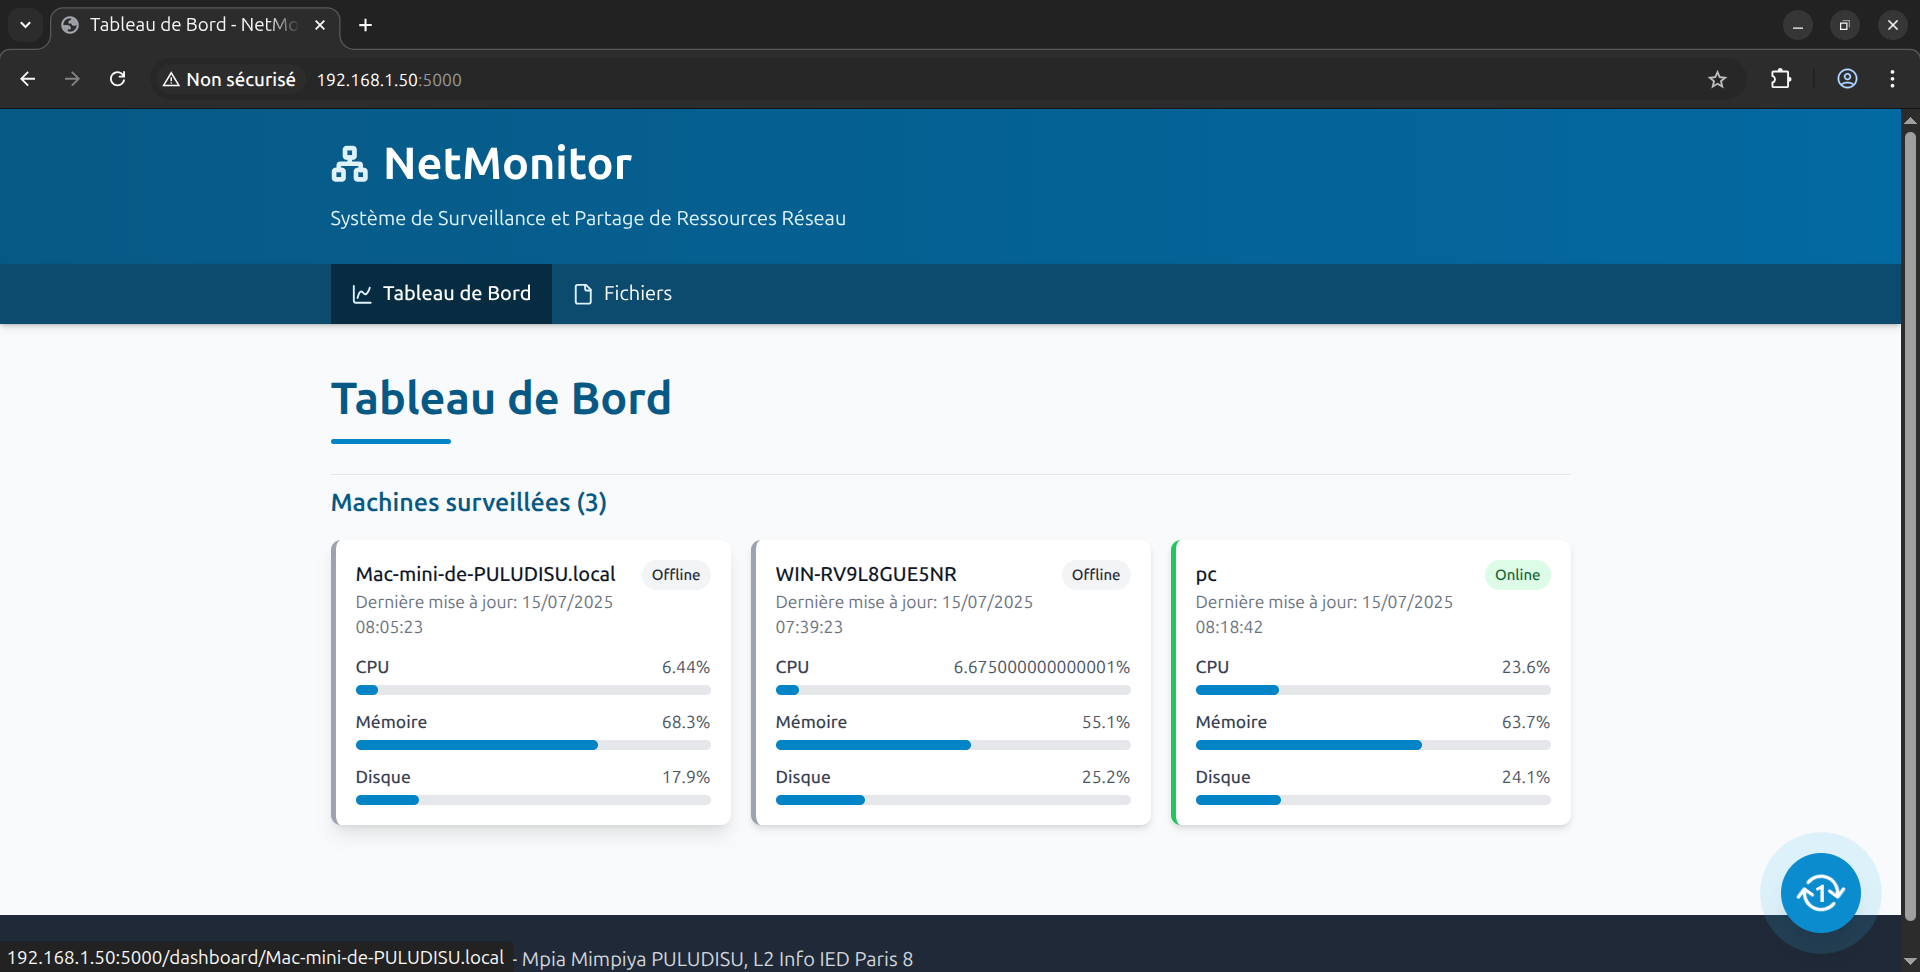 Tableau de Bord - NetMo
Non sécurisé 192.168.1.50:5000
NetMonitor
Système de Surveillance et Partage de Ressources Réseau
Tableau de Bord
Fichiers
Tableau de Bord
Machines surveillées (3)
Mac-mini-de-PULUDISU.local
Offline
Dernière mise à jour: 15/07/2025
08:05:23
CPU 6.44%
Mémoire 68.3%
Disque 17.9%
WIN-RV9L8GUE5NR
Offline
Dernière mise à jour: 15/07/2025
07:39:23
CPU 6.675000000000001%
Mémoire 55.1%
Disque 25.2%
pc
Online
Dernière mise à jour: 15/07/2025
08:18:42
CPU 23.6%
Mémoire 63.7%
Disque 24.1%
1
192.168.1.50:5000/dashboard/Mac-mini-de-PULUDISU.local
- Mpia Mimpiya PULUDISU, L2 Info IED Paris 8